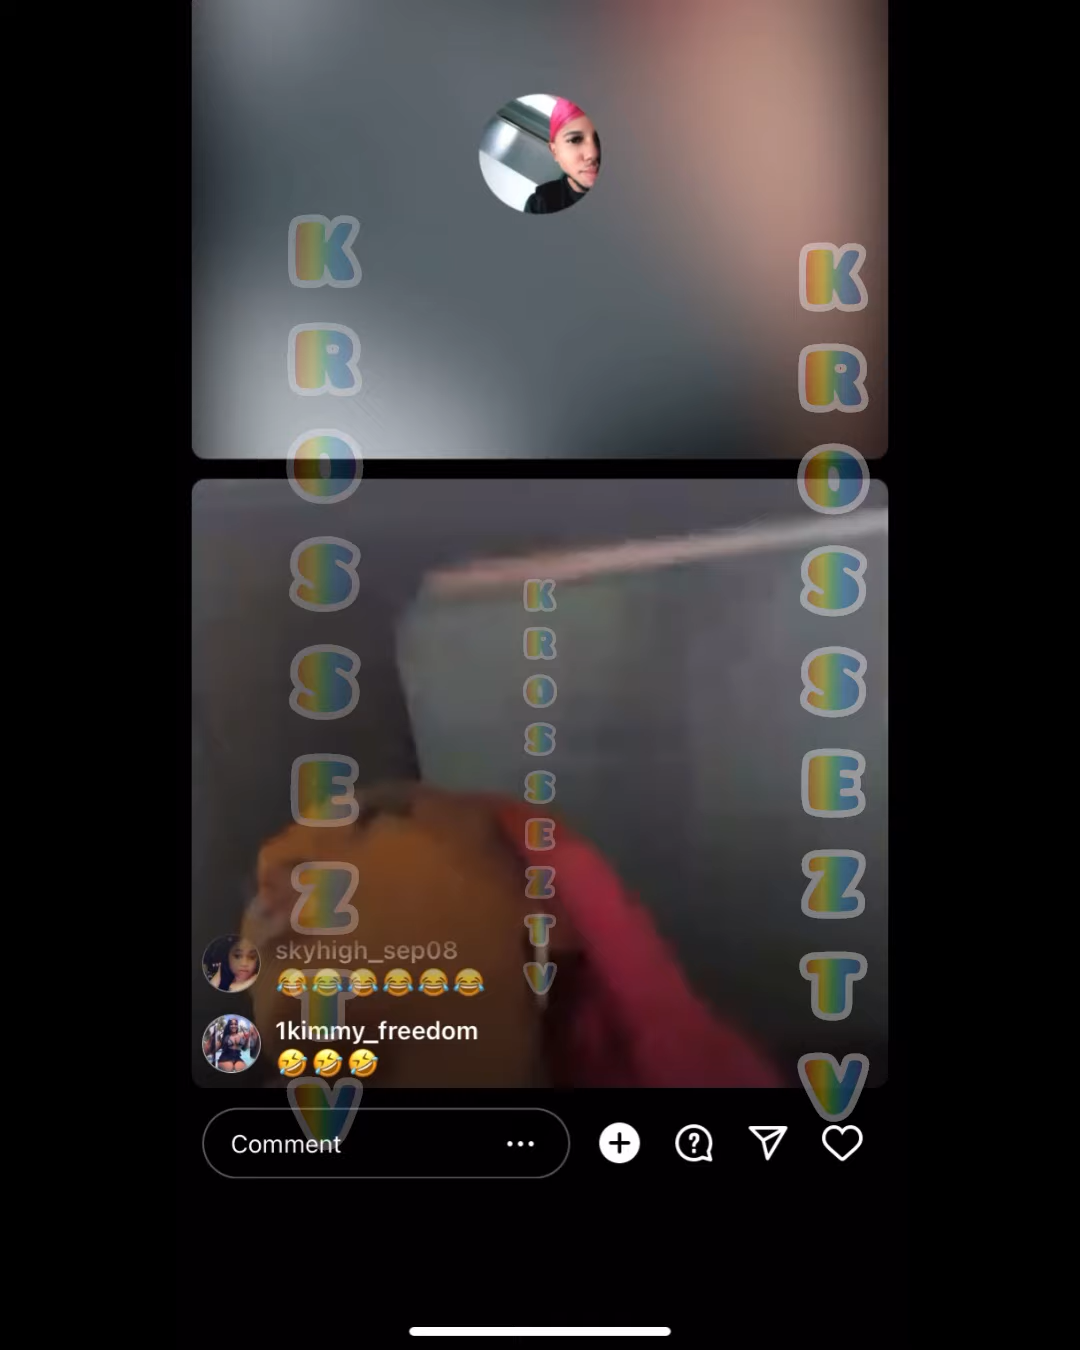 KROSSEZTV
KROSSEZTV
KROSSEZTV
skyhigh_sep08
😂😂😂😂😂😂
1kimmy_freedom
🤣🤣🤣
Comment